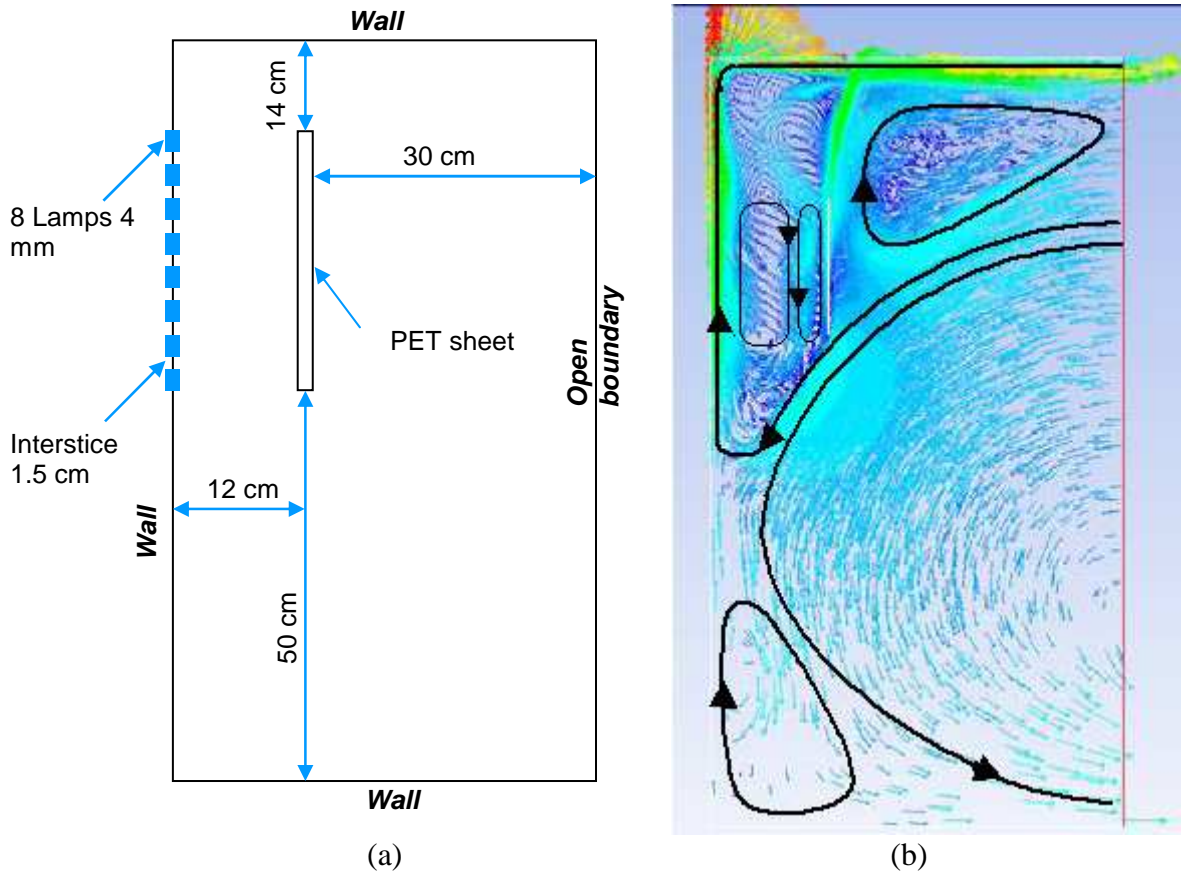 Wall
14 cm
30 cm
8 Lamps 4
mm
PET sheet
Open
boundary
Interstice
1.5 cm
12 cm
Wall
50 cm
Wall
(a)
(b)